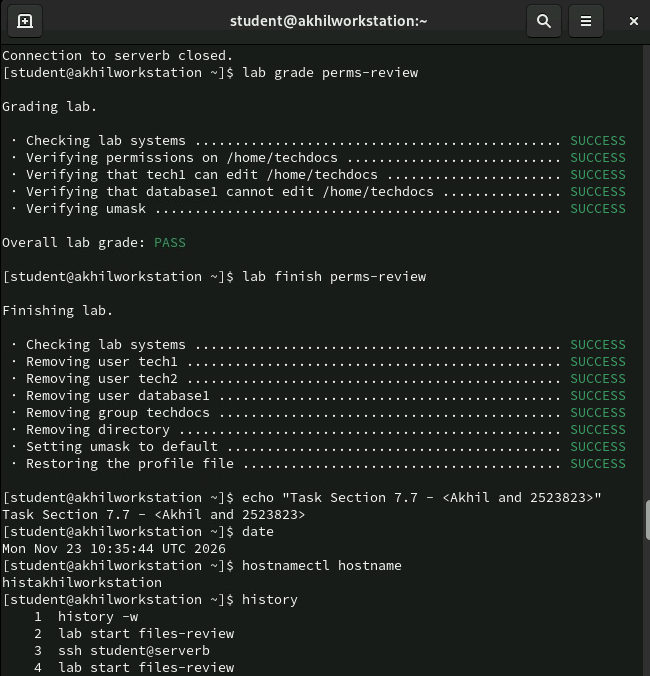 student@akhilworkstation:~
Connection to serverb closed.
[student@akhilworkstation ~]$ lab grade perms-review
Grading lab.
· Checking lab systems .............................................. SUCCESS
· Verifying permissions on /home/techdocs ........................... SUCCESS
· Verifying that tech1 can edit /home/techdocs ...................... SUCCESS
· Verifying that database1 cannot edit /home/techdocs ............... SUCCESS
· Verifying umask ................................................... SUCCESS
Overall lab grade: PASS
[student@akhilworkstation ~]$ lab finish perms-review
Finishing lab.
· Checking lab systems .............................................. SUCCESS
· Removing user tech1 ............................................... SUCCESS
· Removing user tech2 ............................................... SUCCESS
· Removing user database1 ........................................... SUCCESS
· Removing group techdocs ........................................... SUCCESS
· Removing directory ................................................ SUCCESS
· Setting umask to default .......................................... SUCCESS
· Restoring the profile file ........................................ SUCCESS
[student@akhilworkstation ~]$ echo "Task Section 7.7 – <Akhil and 2523823>"
Task Section 7.7 – <Akhil and 2523823>
[student@akhilworkstation ~]$ date
Mon Nov 23 10:35:44 UTC 2026
[student@akhilworkstation ~]$ hostnamectl hostname
histakhilworkstation
[student@akhilworkstation ~]$ history
1 history -w
2 lab start files-review
3 ssh student@serverb
4 lab start files-review